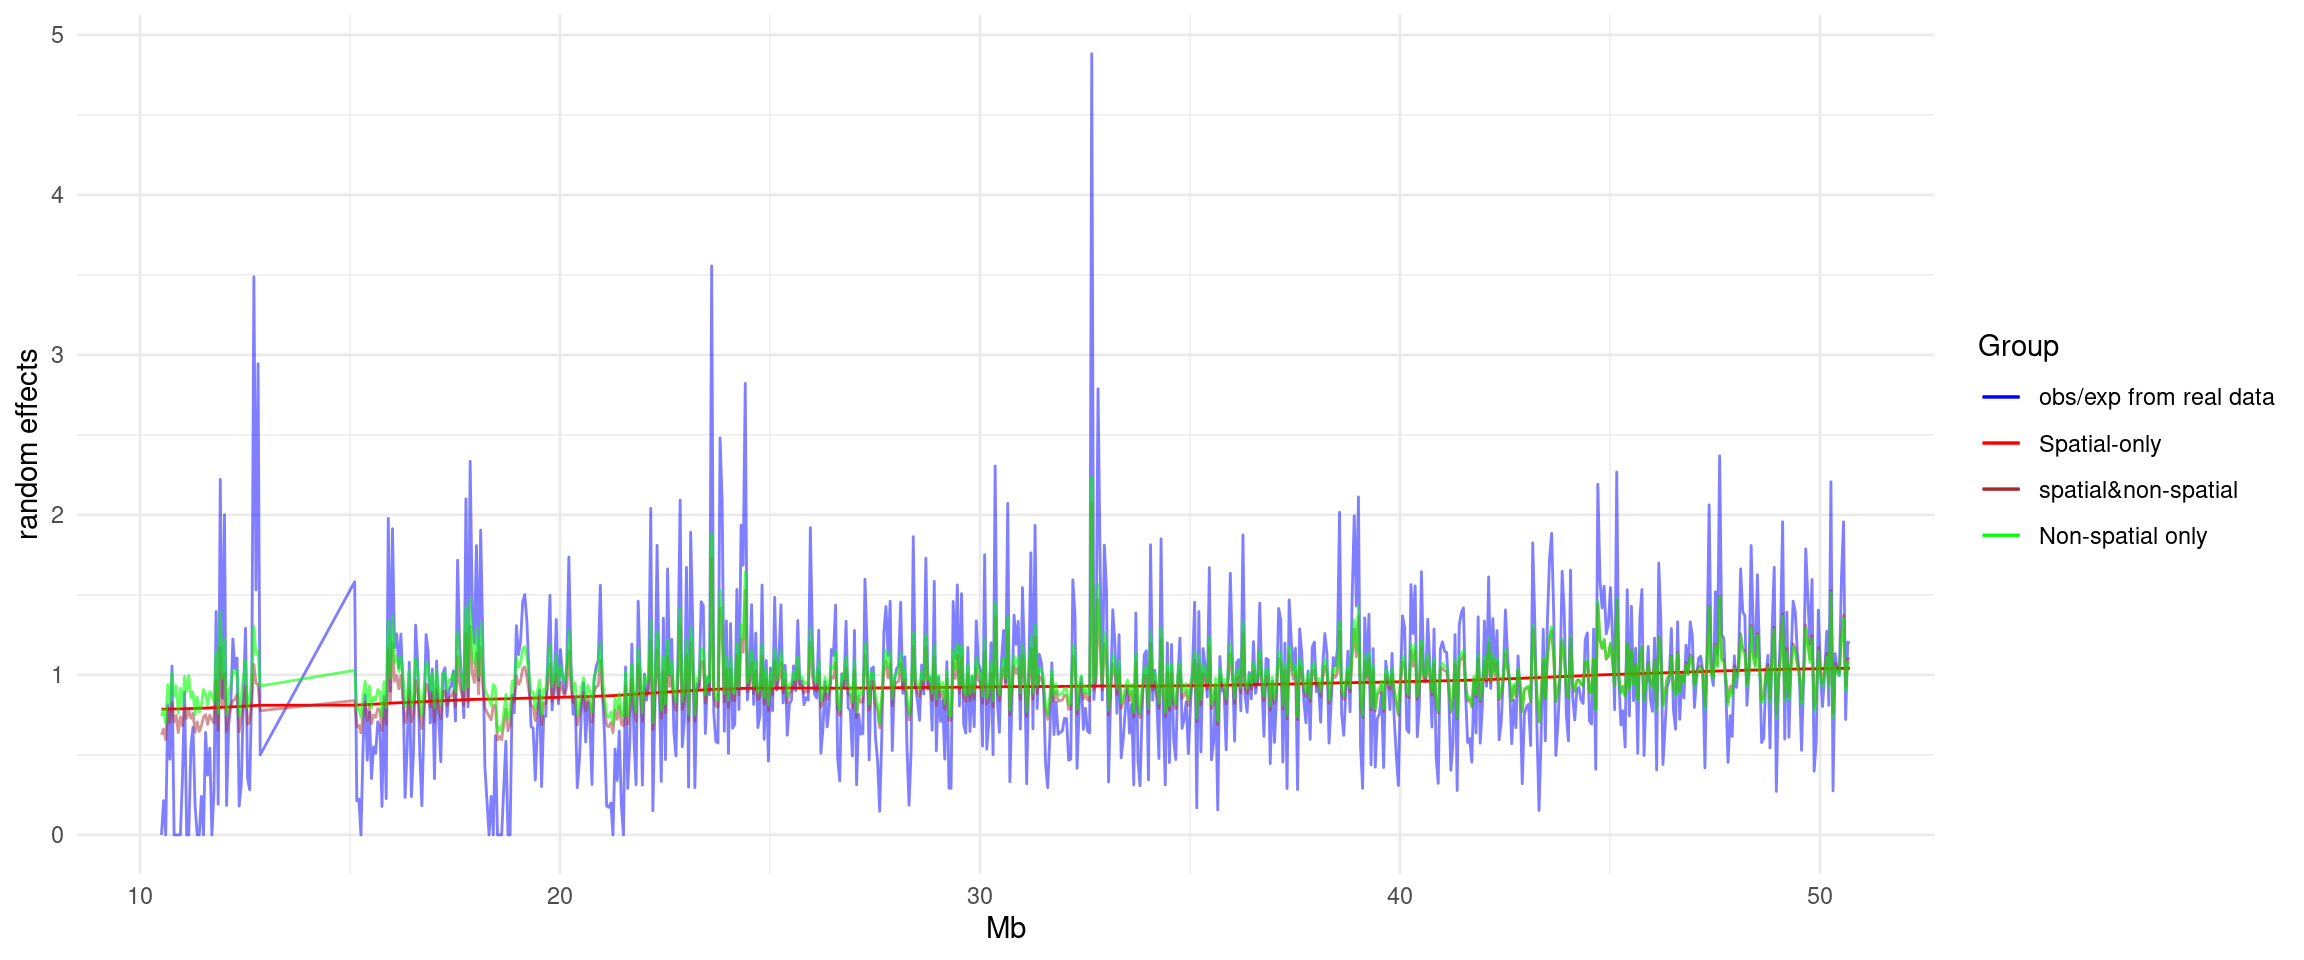 5
4
3
2
1
0
random effects
10
20
30
40
50
Mb
Group
obs/exp from real data
Spatial-only
spatial&non-spatial
Non-spatial only